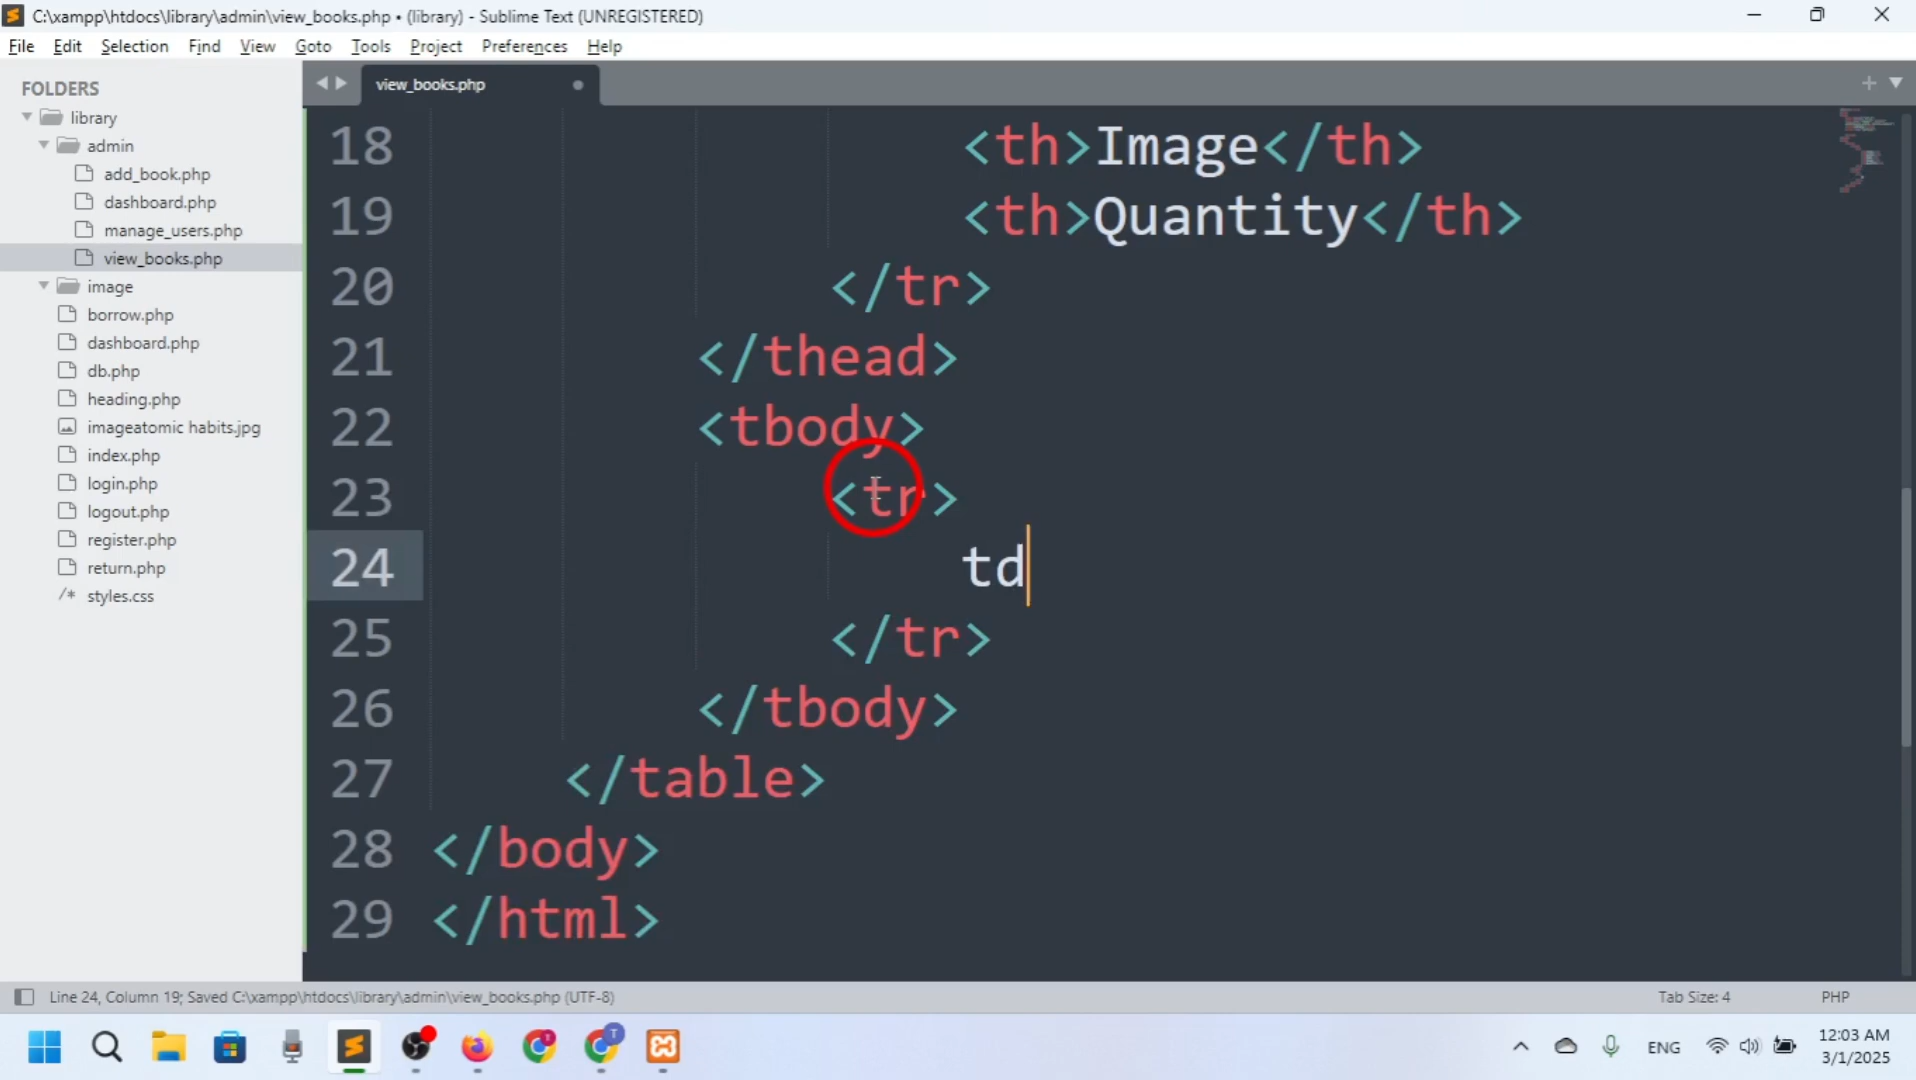 C:\xampp\htdocs\library\admin\view_books.php • (library) - Sublime Text (UNREGISTERED)
File Edit Selection Find View Goto Tools Project Preferences Help
FOLDERS
library
admin
add_book.php
dashboard.php
manage_users.php
view_books.php
image
borrow.php
dashboard.php
db.php
heading.php
imageatomic habits.jpg
index.php
login.php
logout.php
register.php
return.php
/* styles.css
view_books.php
18 <th>Image</th>
19 <th>Quantity</th>
20 </tr>
21 </thead>
22 <tbody>
23 <tr>
24 td
25 </tr>
26 </tbody>
27 </table>
28 </body>
29 </html>
Line 24, Column 19; Saved C:\xampp\htdocs\library\admin\view_books.php (UTF-8)
Tab Size: 4
PHP
ENG
12:03 AM
3/1/2025